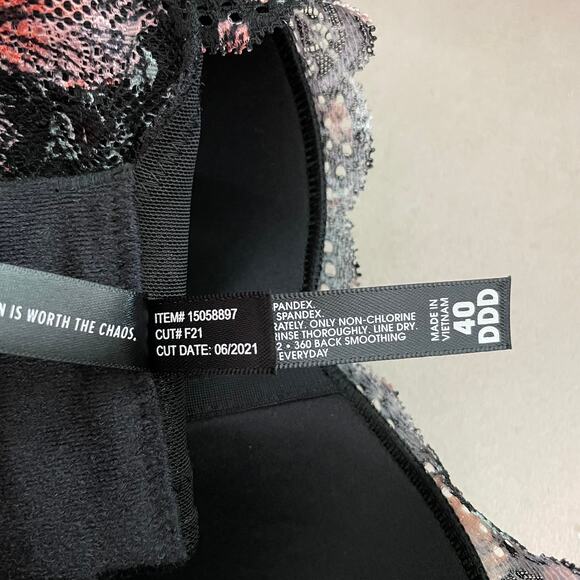 N IS WORTH THE CHAOS.
ITEM# 15058897
CUT# F21
CUT DATE: 06/2021
PANDEX.
SPANDEX.
RATELY. ONLY NON-CHLORINE
RINSE THOROUGHLY, LINE DRY.
2 • 360 BACK SMOOTHING
EVERYDAY
MADE IN
VIETNAM
40
DDD